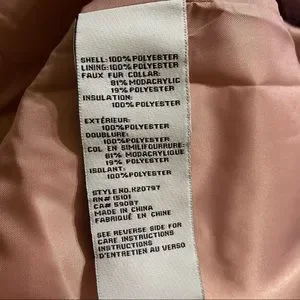 SHELL:100%POLYESTER
LINING:100%POLYESTER
FAUX FUR COLLAR:
81% MODACRYLIC
19% POLYESTER
INSULATION:
100%POLYESTER
EXTÉRIEUR:
100%POLYESTER
DOUBLURE:
100%POLYESTER
COL EN SIMILIFOURRURE:
81% MODACRYLIQUE
19% POLYESTER
ISOLANT:
100%POLYESTER
STYLE NO.K20797
RN# 15101
CA# 59087
MADE IN CHINA
FABRIQUÉ EN CHINE
SEE REVERSE SIDE FOR
CARE INSTRUCTIONS
INSTRUCTIONS
D'ENTRETIEN AU VERSO